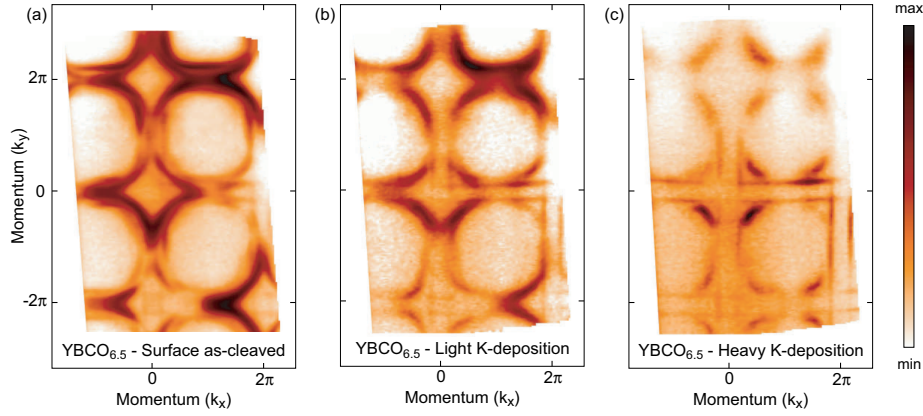 (a)
(b)
(c)
max
min
Momentum (ky)
2π
0
-2π
YBCO6.5 - Surface as-cleaved
YBCO6.5 - Light K-deposition
YBCO6.5 - Heavy K-deposition
0
2π
0
2π
0
2π
Momentum (kx)
Momentum (kx)
Momentum (kx)